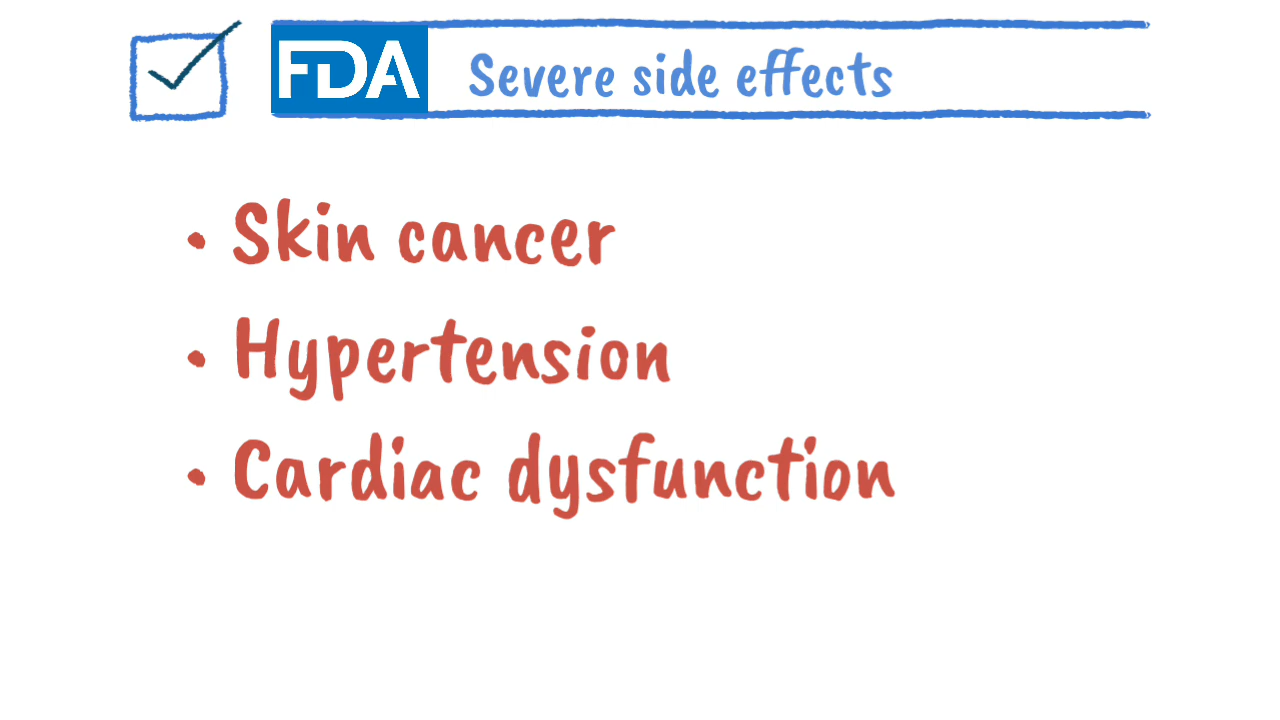 FDA Severe side effects
• Skin cancer
• Hypertension
• Cardiac dysfunction